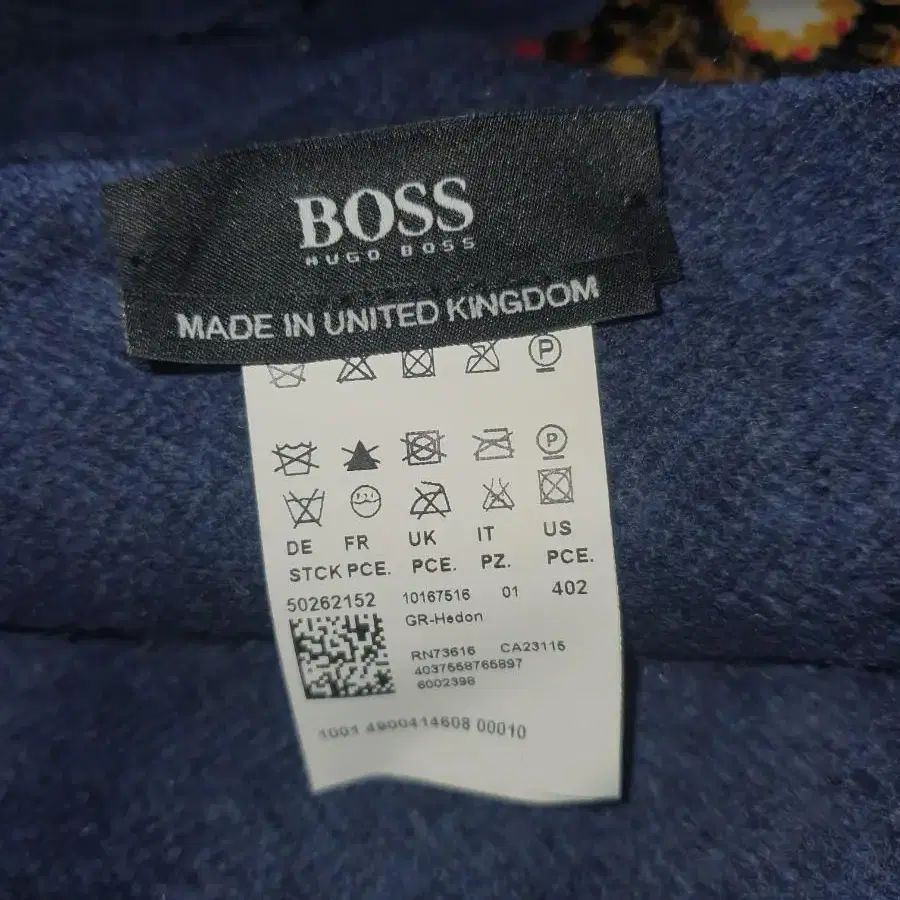 BOSS
HUGO BOSS
MADE IN UNITED KINGDOM
P
P
DE FR UK IT US
STCK PCE. PCE. PZ. PCE.
50262152 10167516 01 402
GR-Hedon
RN73616 CA23115
4037558765897
6002398
1001 4900414608 00010